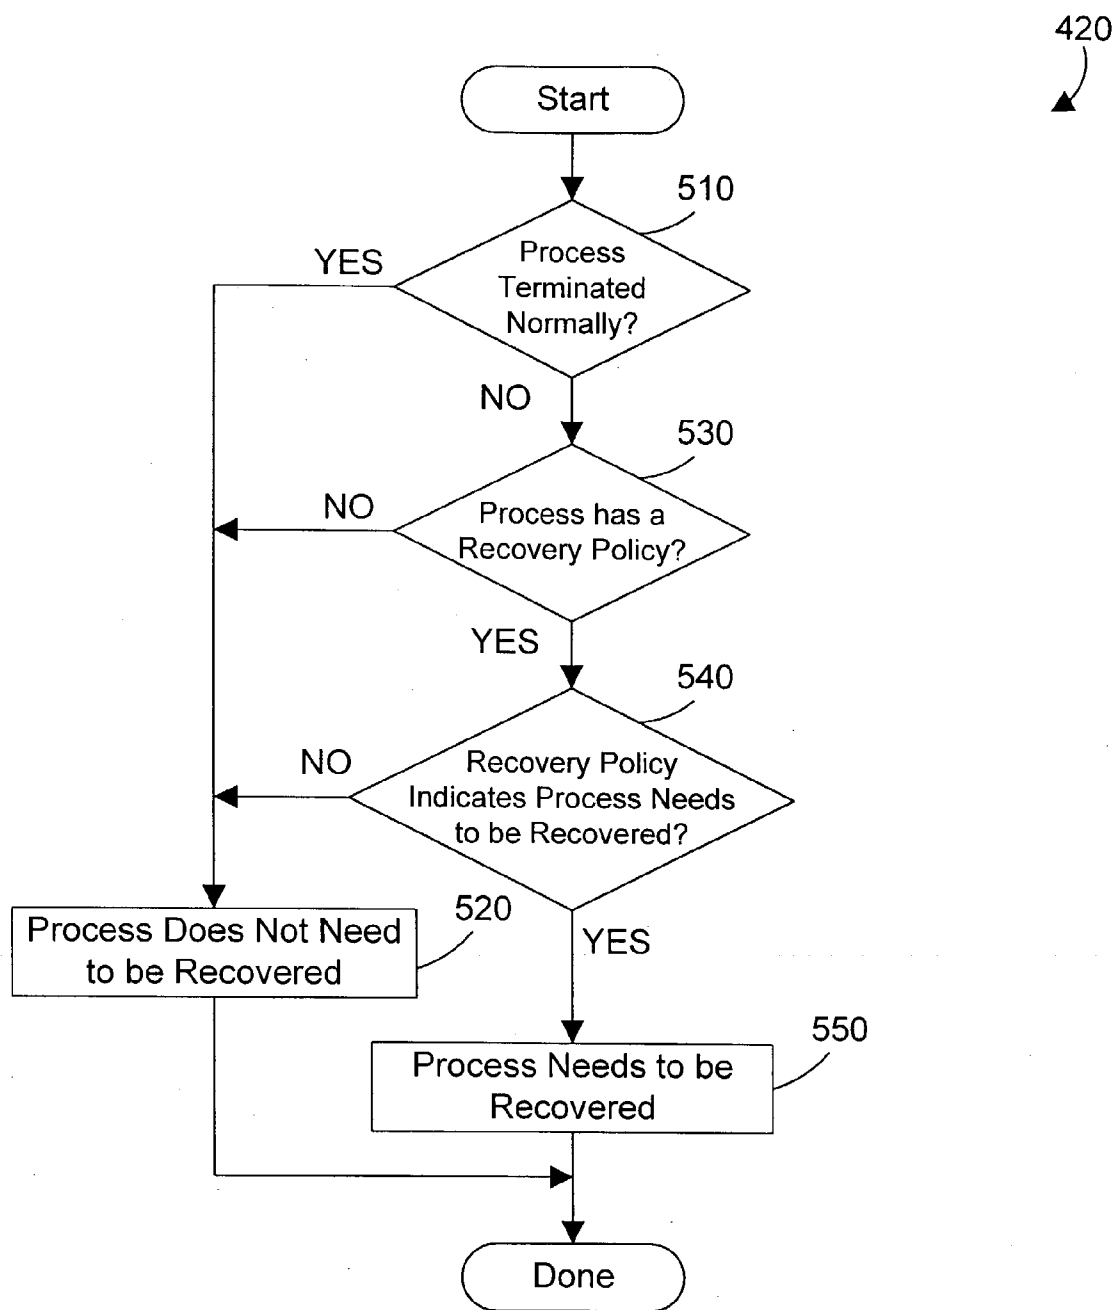 420
Start
510
Process
Terminated
Normally?
YES
NO
530
Process has a
Recovery Policy?
NO
YES
540
Recovery Policy
Indicates Process Needs
to be Recovered?
NO
YES
520
Process Does Not Need
to be Recovered
550
Process Needs to be
Recovered
Done